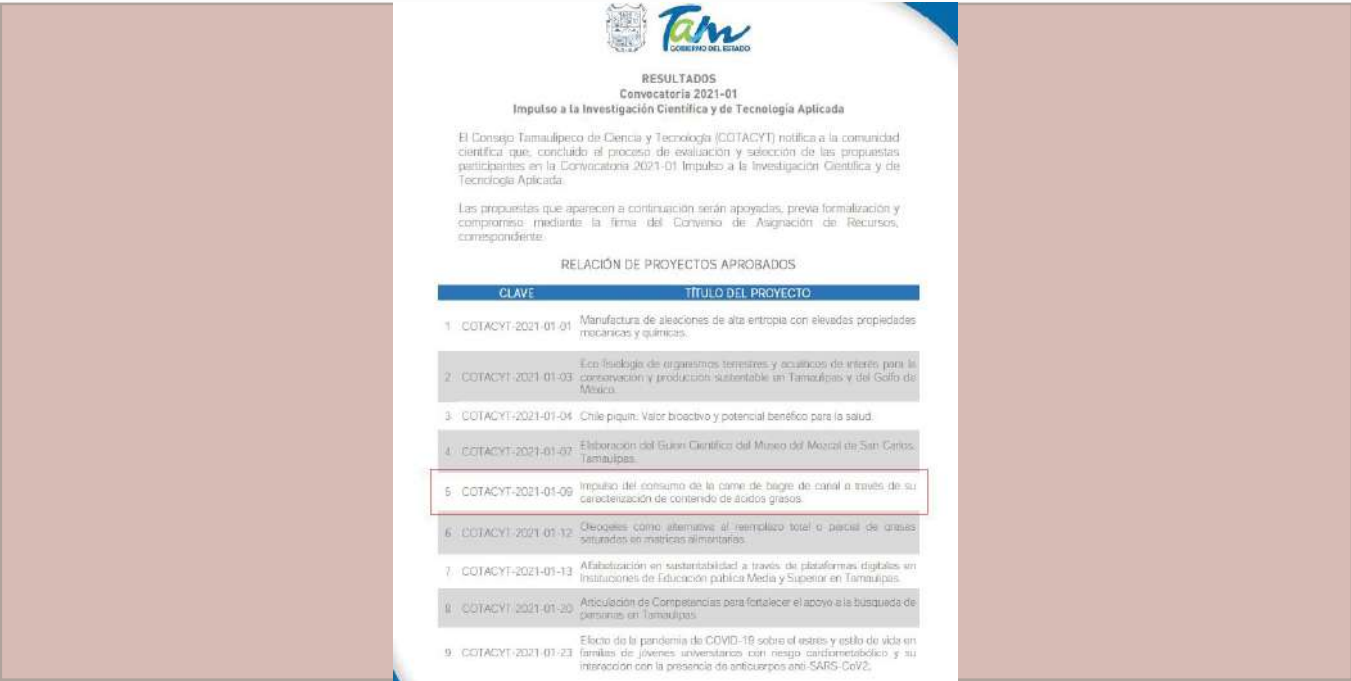 Tam
GOBIERNO DEL ESTADO
RESULTADOS
Convocatoria 2021-01
Impulso a la Investigación Científica y de Tecnología Aplicada
El Consejo Tamaulipeco de Ciencia y Tecnología (COTACYT) notifica a la comunidad
científica que, concluido el proceso de evaluación y selección de las propuestas
participantes en la Convocatoria 2021-01 Impulso a la Investigación Científica y de
Tecnología Aplicada.
Las propuestas que aparecen a continuación serán apoyadas, previa formalización y
compromiso mediante la firma del Convenio de Asignación de Recursos,
correspondiente.
RELACIÓN DE PROYECTOS APROBADOS
CLAVE TÍTULO DEL PROYECTO
1 COTACYT-2021-01-01 Manufactura de aleaciones de alta entropía con elevadas propiedades
mecánicas y químicas.
Eco fisiología de organismos terrestres y acuáticos de interés para la
2 COTACYT-2021-01-03 conservación y producción sustentable en Tamaulipas y del Golfo de
México.
3 COTACYT-2021-01-04 Chile piquín: Valor bioactivo y potencial benéfico para la salud.
4 COTACYT-2021-01-07 Elaboración del Guion Científico del Museo del Mezcal de San Carlos,
Tamaulipas.
5 COTACYT-2021-01-09 Impulso del consumo de la carne de bagre de canal a través de su
caracterización de contenido de ácidos grasos.
6 COTACYT-2021-01-12 Oleogeles como alternativa al reemplazo total o parcial de grasas
saturadas en matrices alimentarias.
7 COTACYT-2021-01-13 Alfabetización en sustentabilidad a través de plataformas digitales en
Instituciones de Educación pública Media y Superior en Tamaulipas.
8 COTACYT-2021-01-20 Articulación de Competencias para fortalecer el apoyo a la búsqueda de
personas en Tamaulipas.
Efecto de la pandemia de COVID-19 sobre el estrés y estilo de vida en
9 COTACYT-2021-01-23 familias de jóvenes universitarios con riesgo cardiometabólico y su
interacción con la presencia de anticuerpos anti-SARS-CoV2.